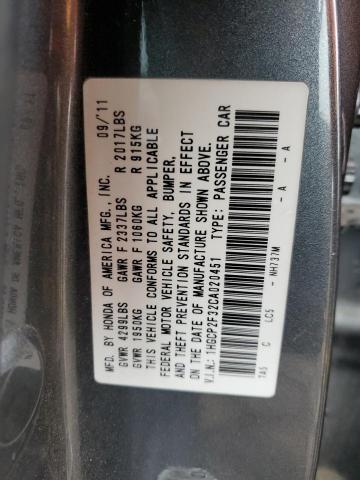 MFD. BY HONDA OF AMERICA MFG., INC. 09/11
GVWR 4299LBS GAWR F 2337LBS R 2017LBS
GVWR 1950KG GAWR F 1060KG R 915KG
THIS VEHICLE CONFORMS TO ALL APPLICABLE
FEDERAL MOTOR VEHICLE SAFETY, BUMPER,
AND THEFT PREVENTION STANDARDS IN EFFECT
ON THE DATE OF MANUFACTURE SHOWN ABOVE.
V.I.N.: 1HGCP2F32CA020451 TYPE: PASSENGER CAR
TA5 C LC5 - NH737M - A - A